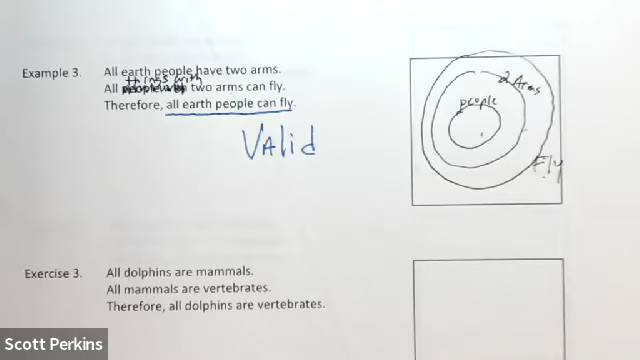 Example 3. All earth people have two arms.
things with
All two arms can fly.
Therefore, all earth people can fly.
Valid
2 Arms
people
Fly
Exercise 3. All dolphins are mammals.
All mammals are vertebrates.
Therefore, all dolphins are vertebrates.
Scott Perkins